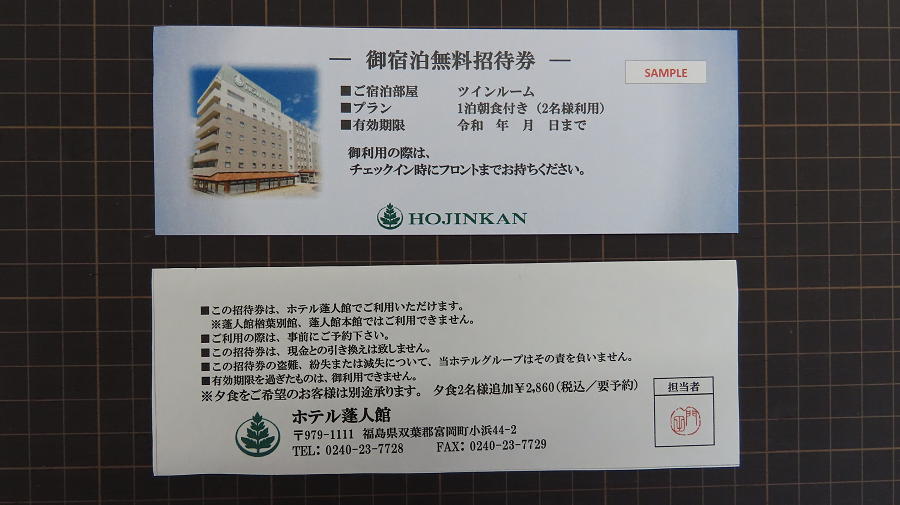 ― 御宿泊無料招待券 ―
SAMPLE
■ご宿泊部屋 ツインルーム
■プラン 1泊朝食付き（2名様利用）
■有効期限 令和 年 月 日まで
御利用の際は、
チェックイン時にフロントまでお持ちください。
HOJINKAN
HOJINKAN
■この招待券は、ホテル蓬人館でご利用いただけます。
※蓬人館楢葉別館、蓬人館本館ではご利用できません。
■ご利用の際は、事前にご予約下さい。
■この招待券は、現金との引き換えは致しません。
■この招待券の盗難、紛失または滅失について、当ホテルグループはその責を負いません。
■有効期限を過ぎたものは、御利用できません。
※夕食をご希望のお客様は別途承ります。 夕食2名様追加￥2,860（税込／要予約）
担当者
ホテル蓬人館
〒979-1111 福島県双葉郡富岡町小浜44-2
TEL： 0240-23-7728 FAX： 0240-23-7729